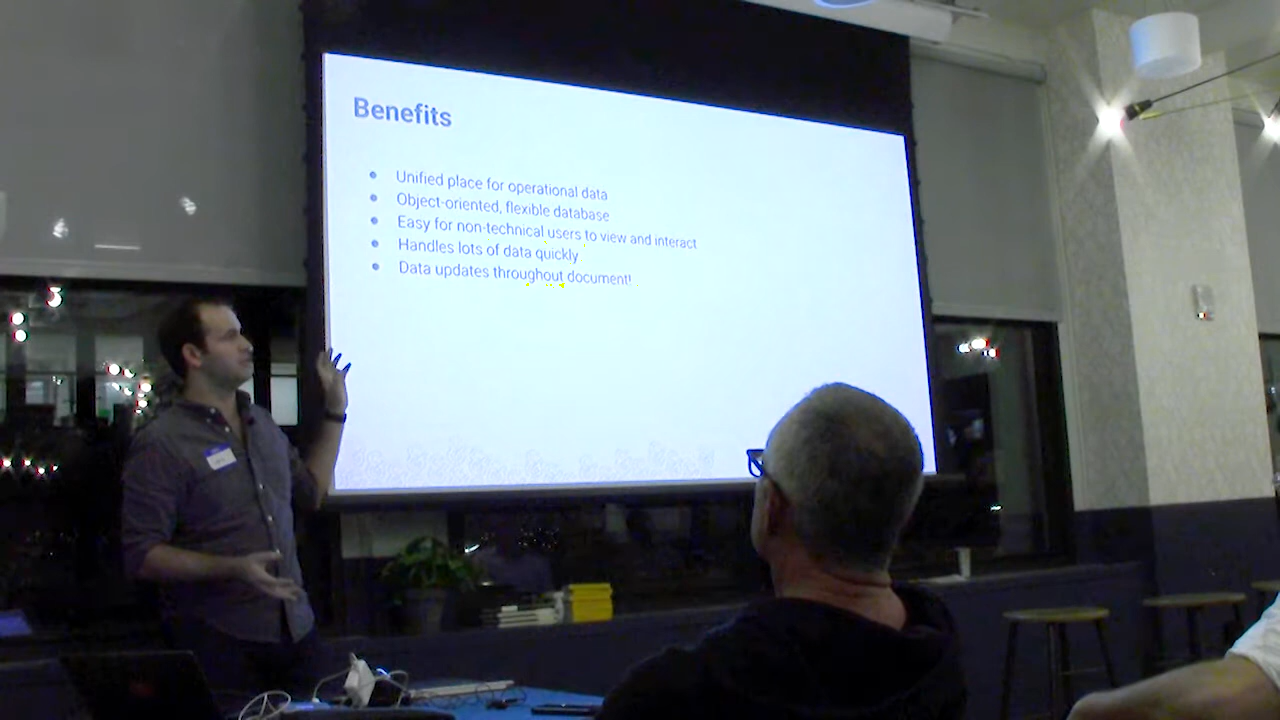 Benefits
Unified place for operational data
Object-oriented, flexible database
Easy for non-technical users to view and interact
Handles lots of data quickly
Data updates throughout document!